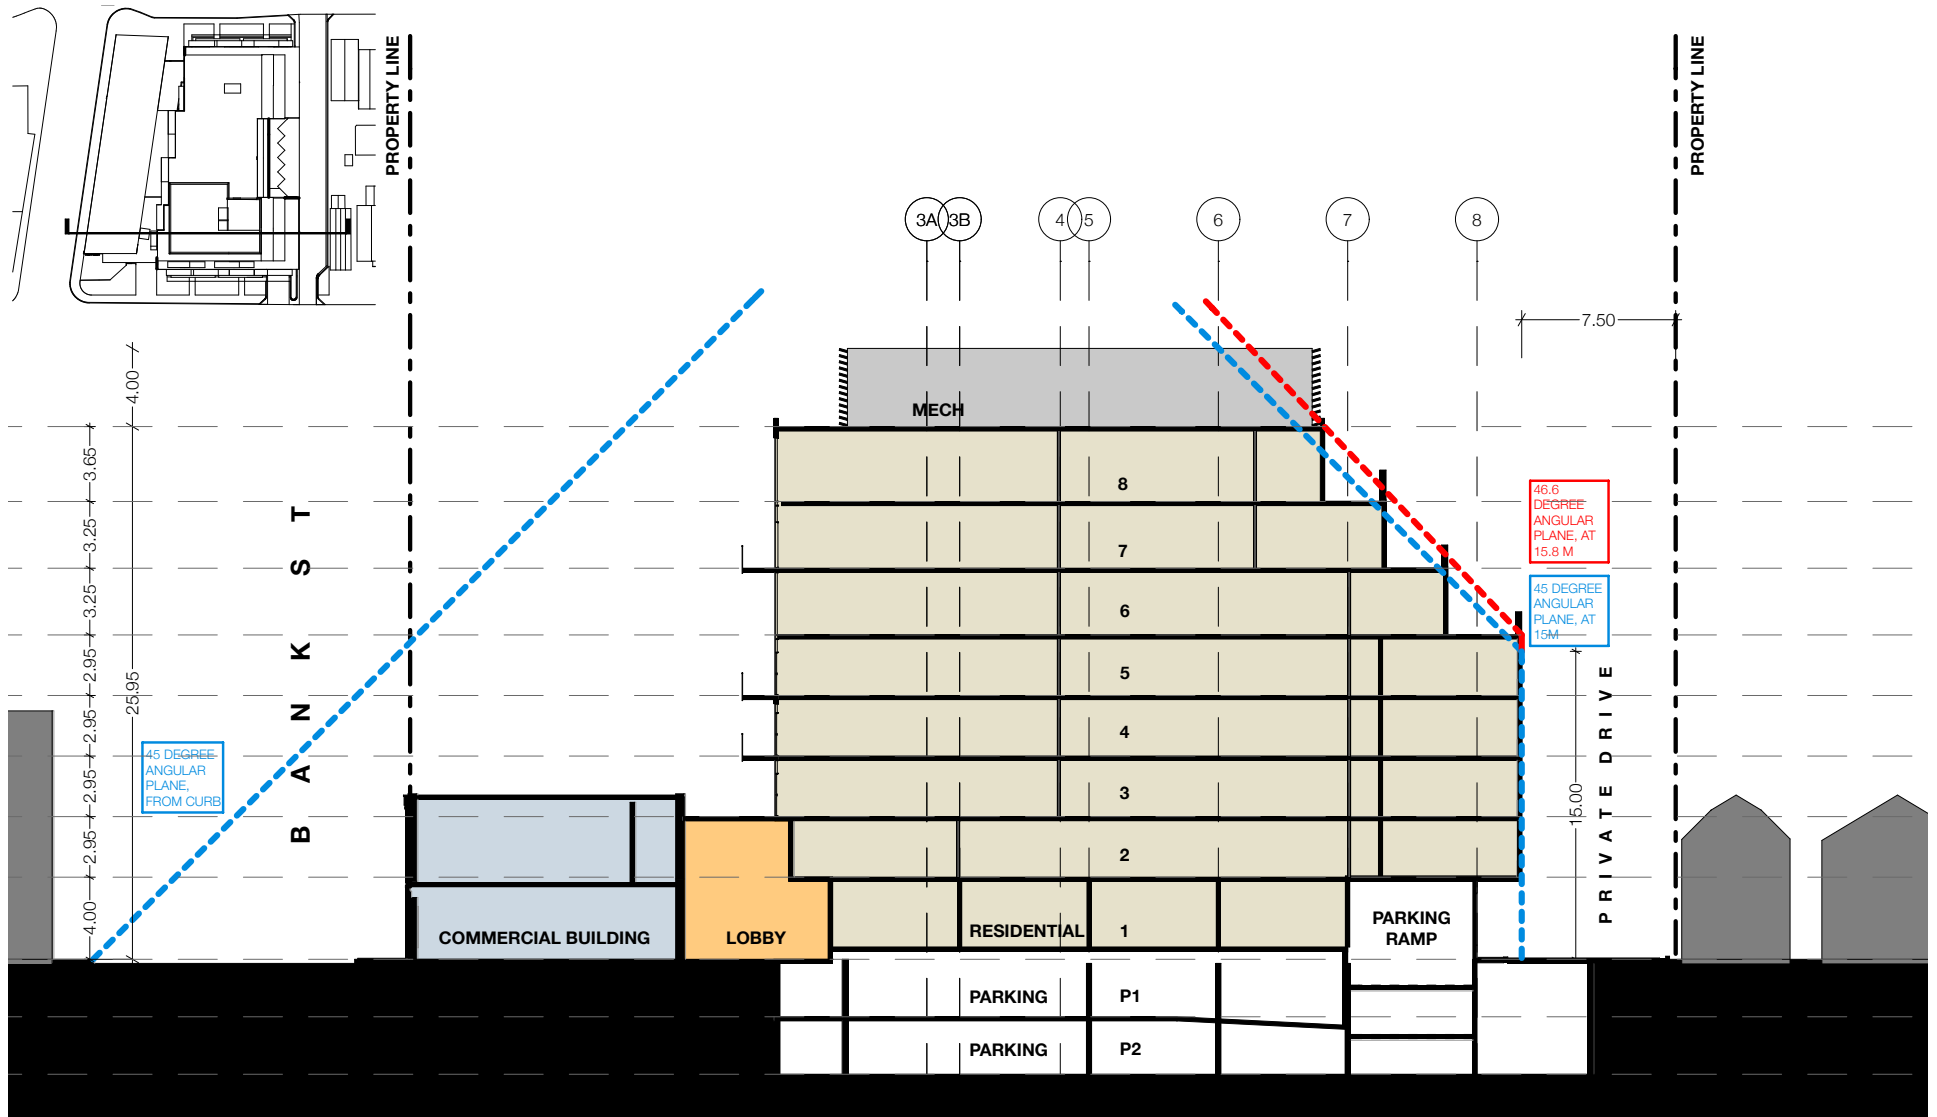 PROPERTY LINE
PROPERTY LINE
3A
3B
4
5
6
7
8
7.50
4.00
MECH
3.65
8
46.6
DEGREE
ANGULAR
PLANE, AT
15.8 M
3.25
7
3.25
6
45 DEGREE
ANGULAR
PLANE, AT
15M
2.95
5
25.95
2.95
4
BANK ST
45 DEGREE
ANGULAR
PLANE,
FROM CURB
2.95
3
15.00
PRIVATE DRIVE
2.95
2
4.00
COMMERCIAL BUILDING
LOBBY
RESIDENTIAL
1
PARKING
RAMP
PARKING
P1
PARKING
P2